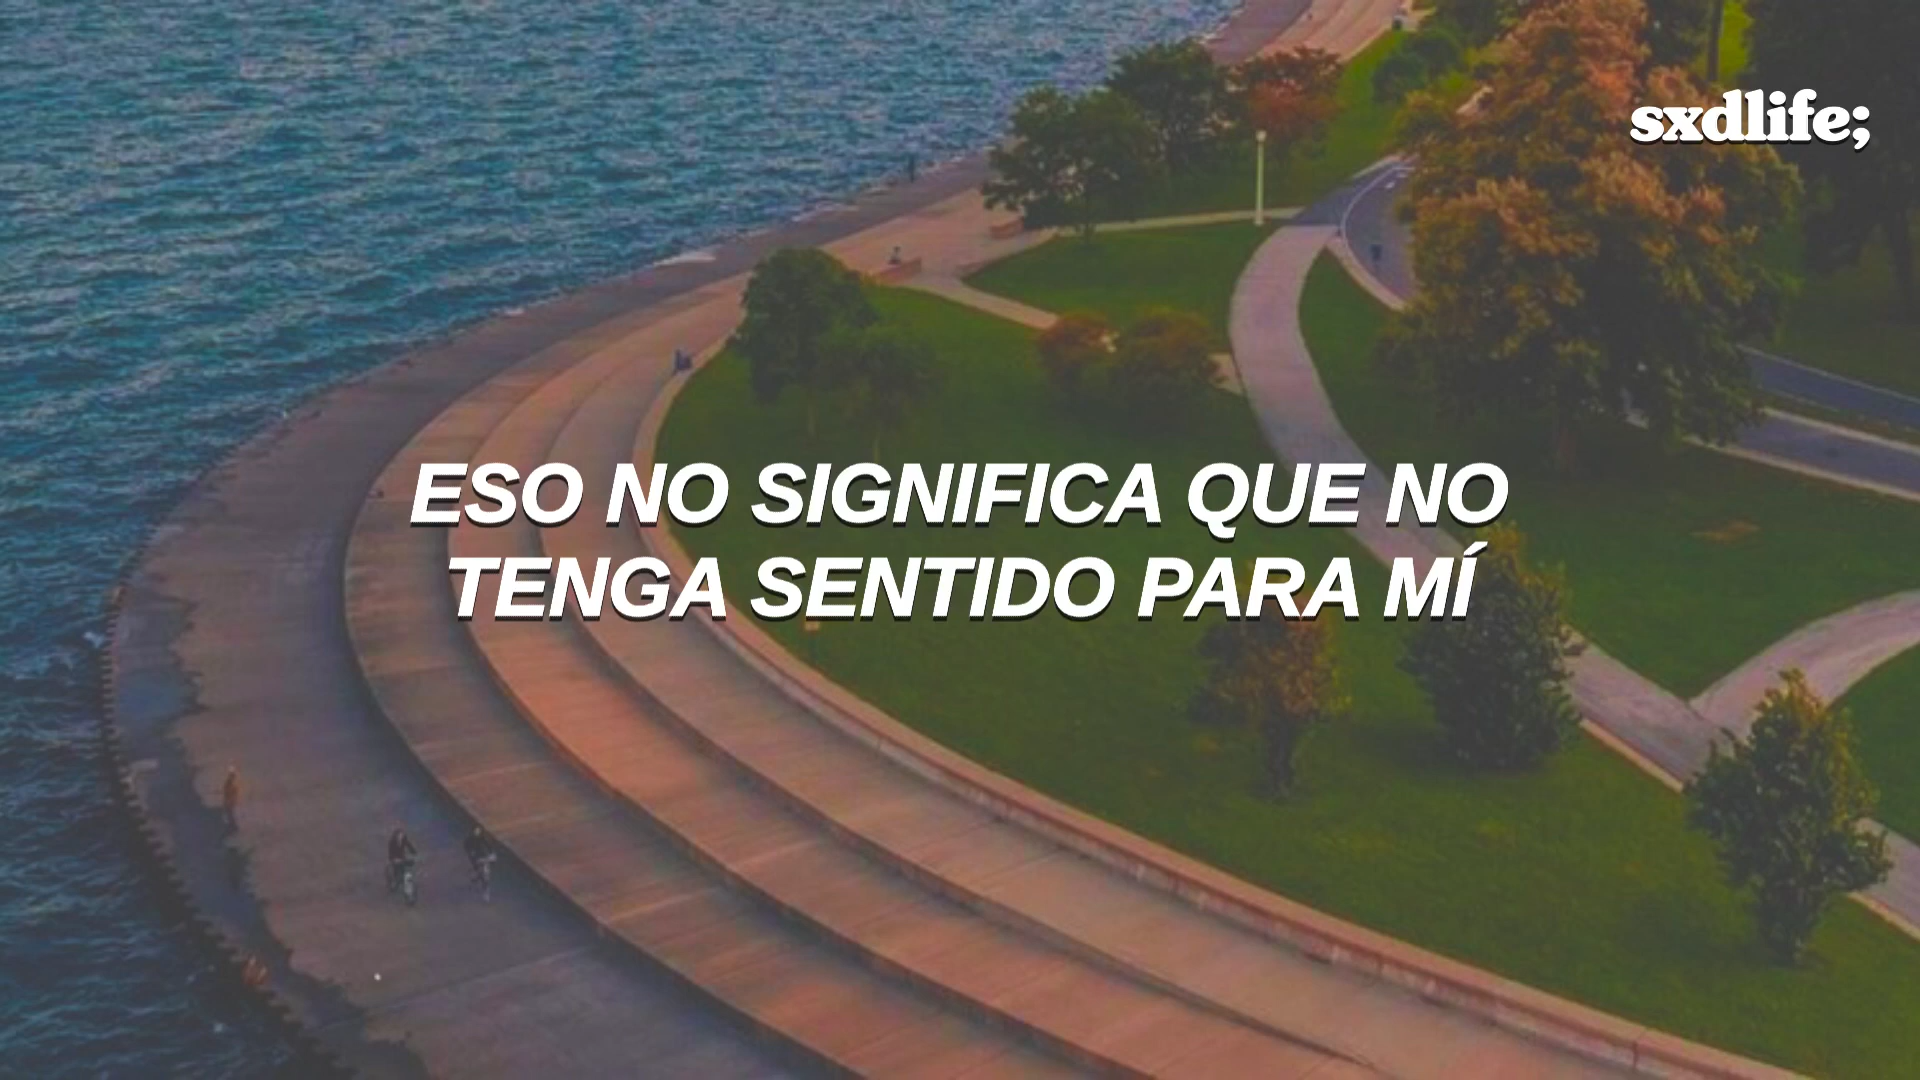 sxdlife;
ESO NO SIGNIFICA QUE NO
TENGA SENTIDO PARA MÍ